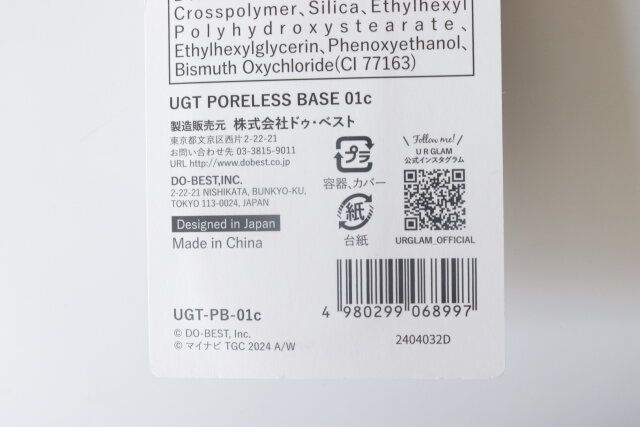 Crosspolymer, Silica, Ethylhexyl
Polyhydroxystearate,
Ethylhexylglycerin, Phenoxyethanol,
Bismuth Oxychloride(CI 77163)
UGT PORELESS BASE 01c
製造販売元 株式会社ドゥ・ベスト
東京都文京区西片2-22-21
お問い合わせ先 03-3815-9011
URL http://www.dobest.co.jp
DO-BEST,INC.
2-22-21 NISHIKATA, BUNKYO-KU,
TOKYO 113-0024, JAPAN
Designed in Japan
Made in China
プラ
容器、カバー
紙
台紙
\ Follow me! /
U R GLAM
公式インスタグラム
URGLAM_OFFICIAL
UGT-PB-01c
© DO-BEST, Inc.
© マイナビ TGC 2024 A/W
4 980299 068997
2404032D